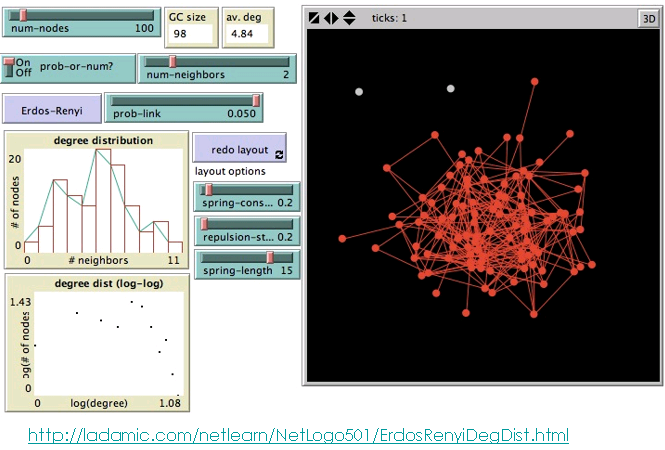 num-nodes 100
GC size
98
av. deg
4.84
ticks: 1
3D
On
Off
prob-or-num?
num-neighbors 2
Erdos-Renyi
prob-link 0.050
degree distribution
20
# of nodes
0
0 # neighbors 11
redo layout
layout options
spring-cons... 0.2
repulsion-st... 0.2
spring-length 15
degree dist (log-log)
1.43
og(# of nodes)
0
0 log(degree) 1.08
http://ladamic.com/netlearn/NetLogo501/ErdosRenyiDegDist.html